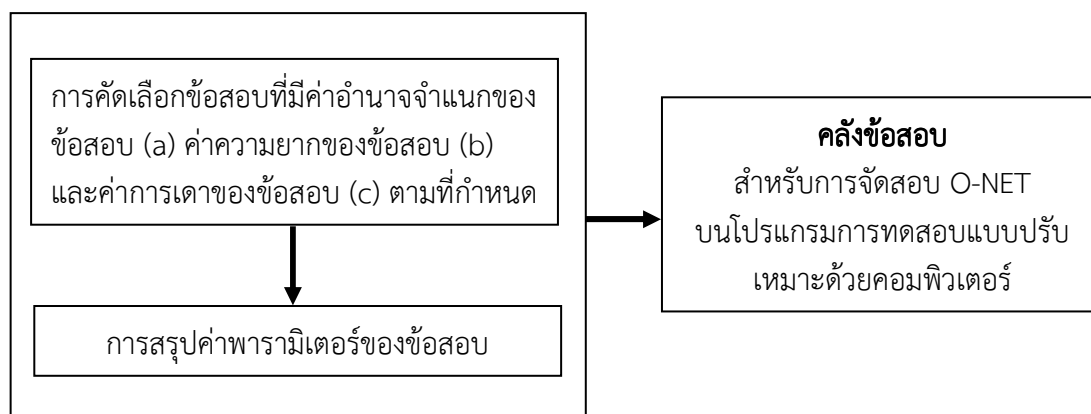 การคัดเลือกข้อสอบที่มีค่าอำนาจจำแนกของ
ข้อสอบ (a) ค่าความยากของข้อสอบ (b)
และค่าการเดาของข้อสอบ (c) ตามที่กำหนด
การสรุปค่าพารามิเตอร์ของข้อสอบ
คลังข้อสอบ
สำหรับการจัดสอบ O-NET
บนโปรแกรมการทดสอบแบบปรับ
เหมาะด้วยคอมพิวเตอร์